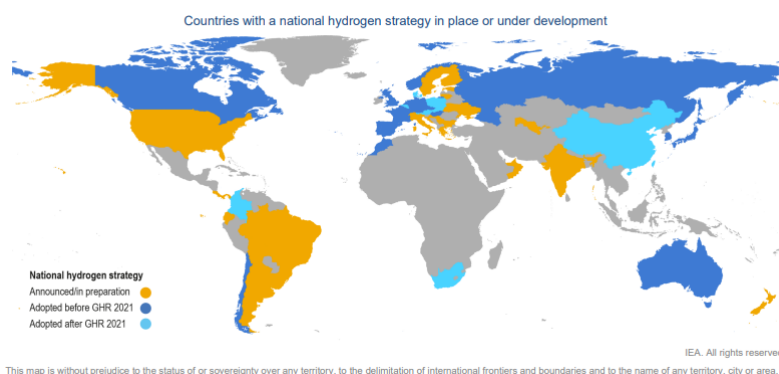 Countries with a national hydrogen strategy in place or under development
National hydrogen strategy
Announced/in preparation
Adopted before GHR 2021
Adopted after GHR 2021
IEA. All rights reserved
This map is without prejudice to the status of or sovereignty over any territory, to the delimitation of international frontiers and boundaries and to the name of any territory, city or area.